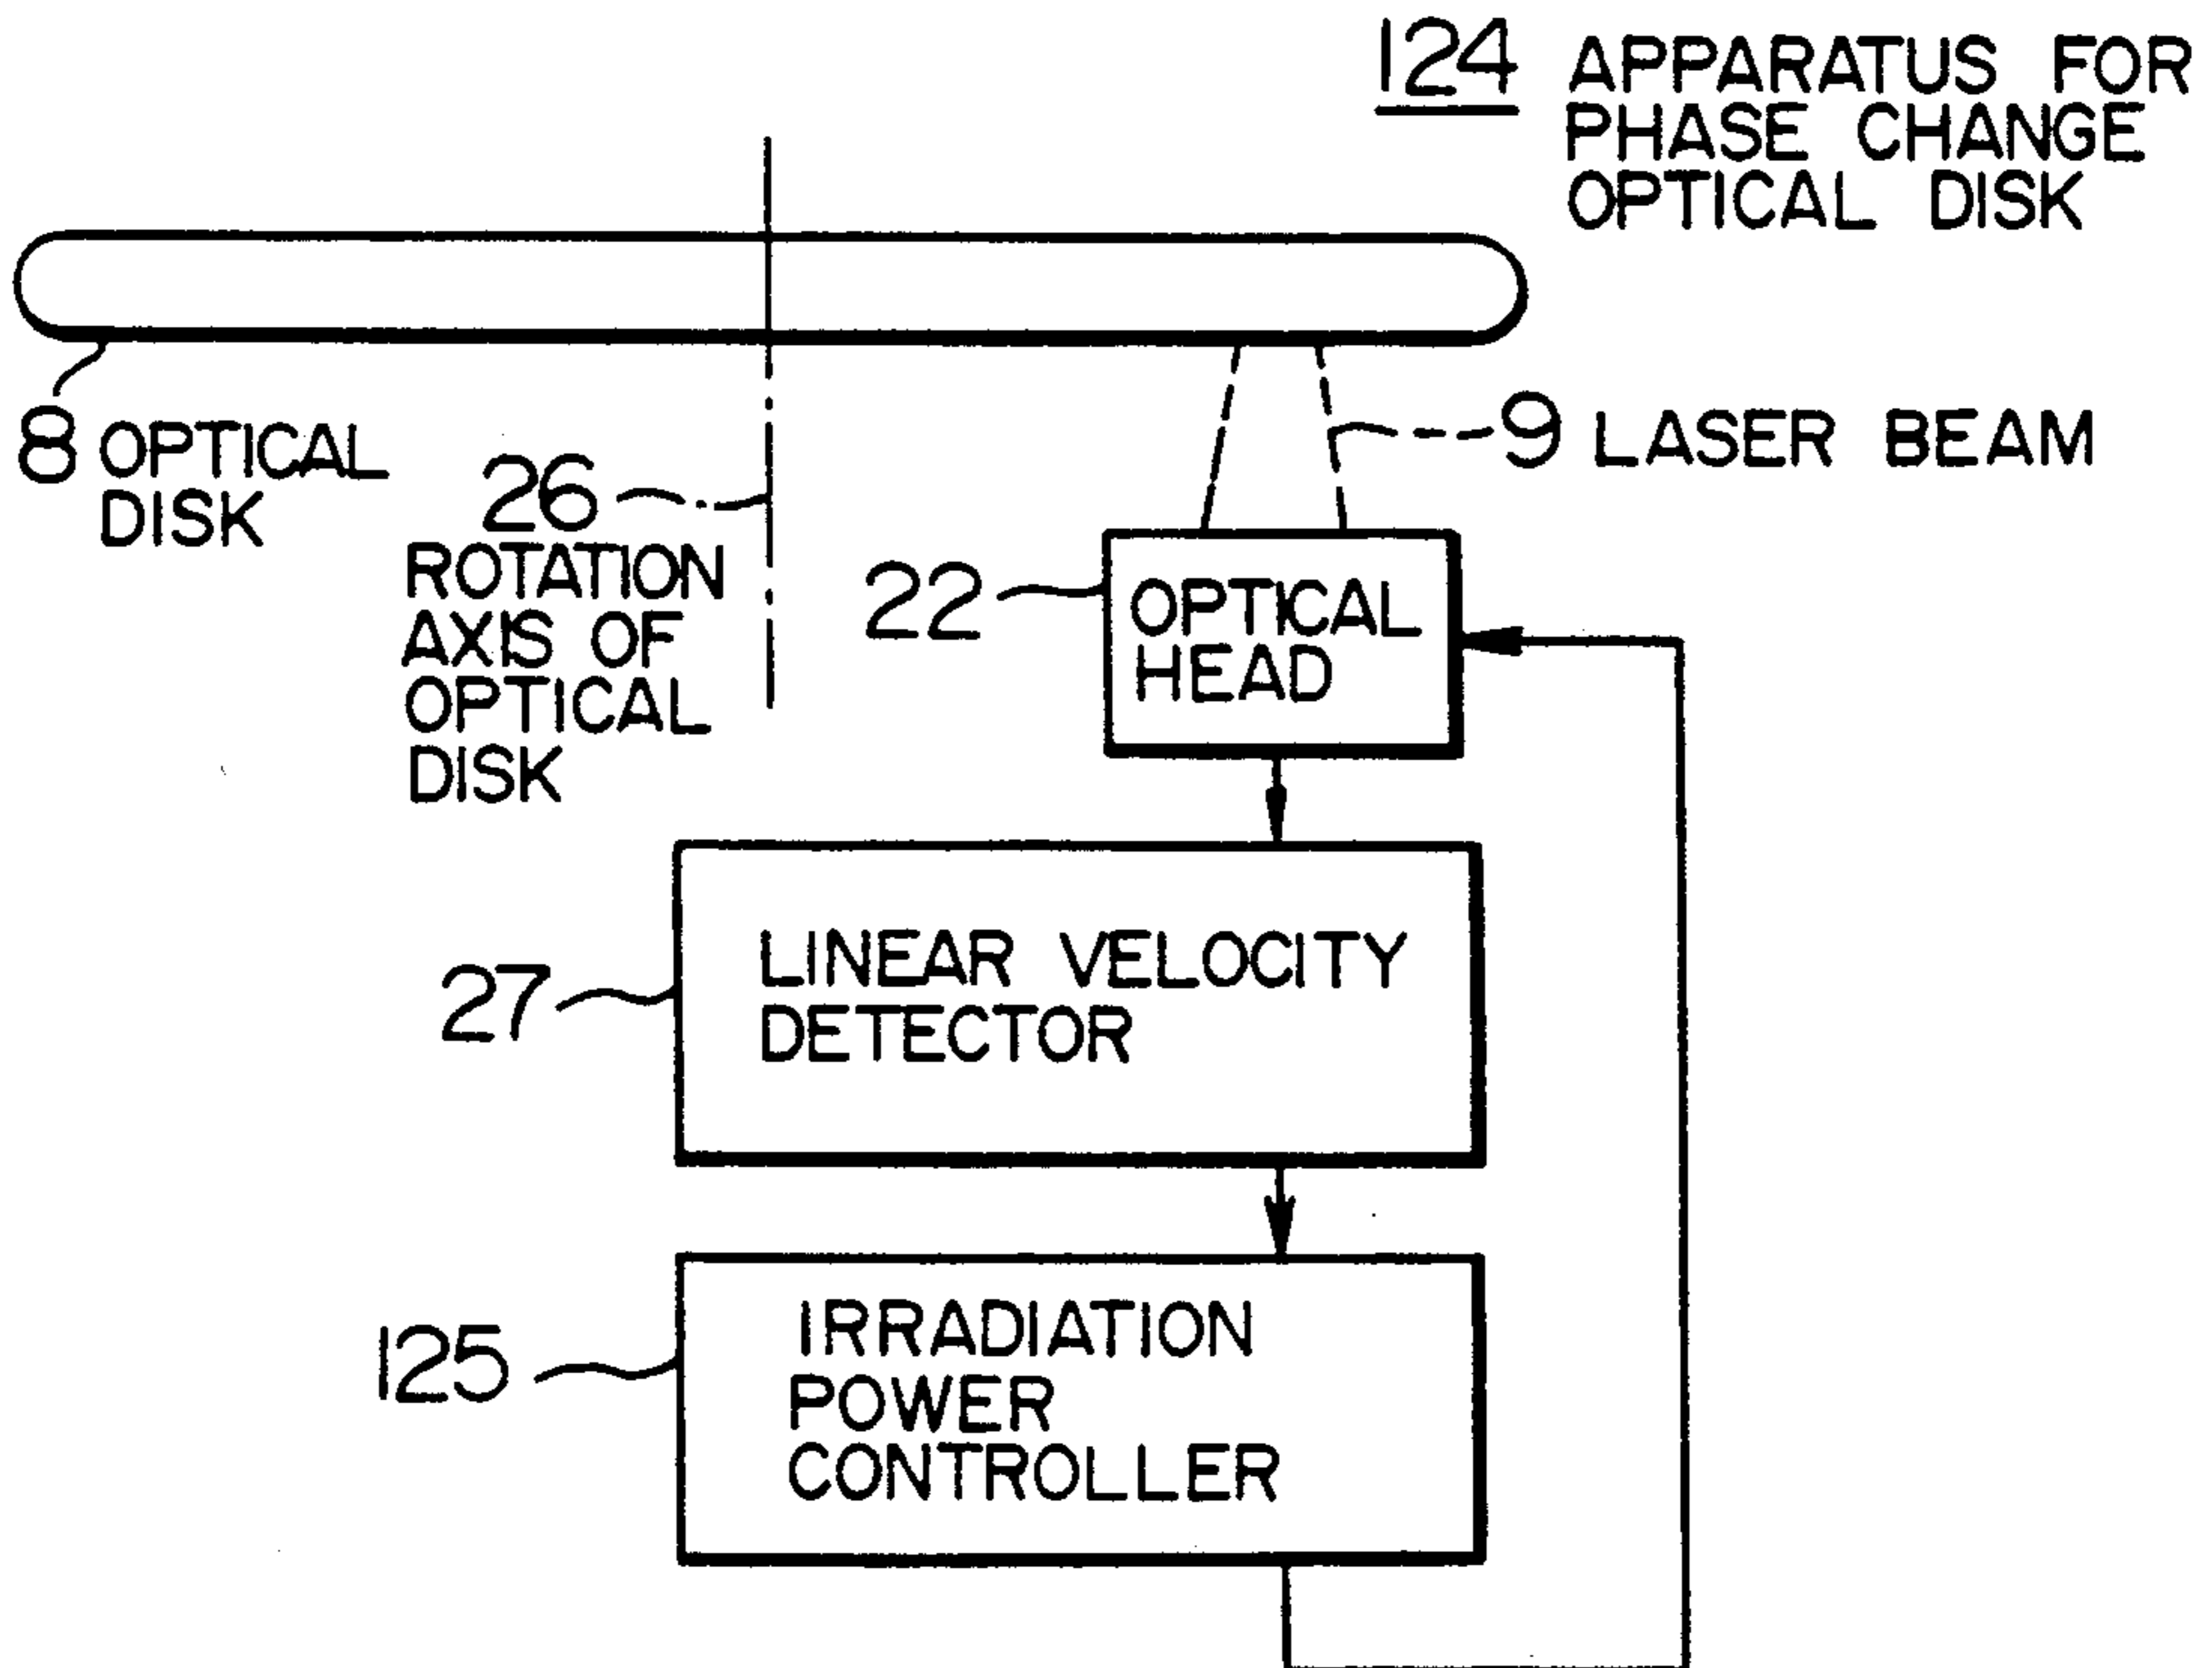 124 APPARATUS FOR
PHASE CHANGE
OPTICAL DISK
8 OPTICAL
DISK
9 LASER BEAM
26
ROTATION
AXIS OF
OPTICAL
DISK
22
OPTICAL
HEAD
27
LINEAR VELOCITY
DETECTOR
125
IRRADIATION
POWER
CONTROLLER